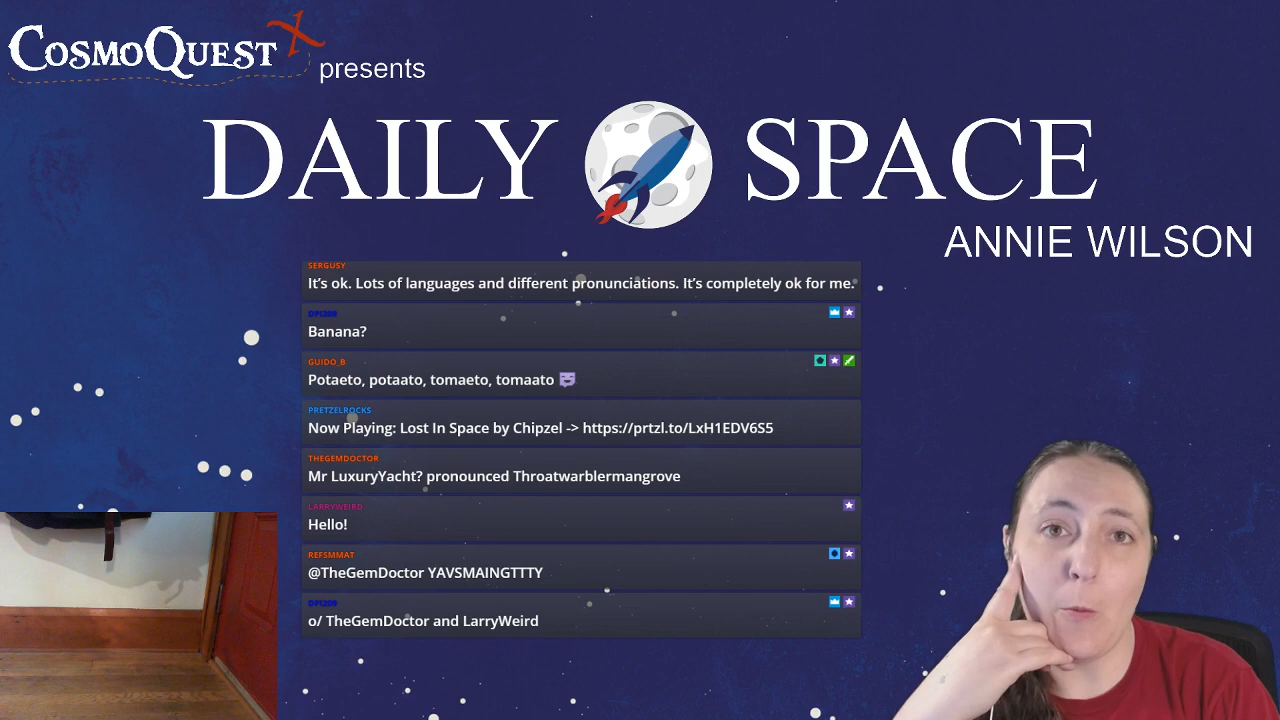 COSMOQUEST X
presents
DAILY SPACE
ANNIE WILSON
SERGUSY
It's ok. Lots of languages and different pronunciations. It's completely ok for me.
DPI209
Banana?
GUIDO_B
Potaeto, potaato, tomaeto, tomaato
PRETZELROCKS
Now Playing: Lost In Space by Chipzel -> https://prtzl.to/LxH1EDV6S5
THEGEMDOCTOR
Mr LuxuryYacht? pronounced Throatwarblermangrove
LARRYWEIRD
Hello!
REFSMMAT
@TheGemDoctor YAVSMAINGTTTY
DPI209
o/ TheGemDoctor and LarryWeird